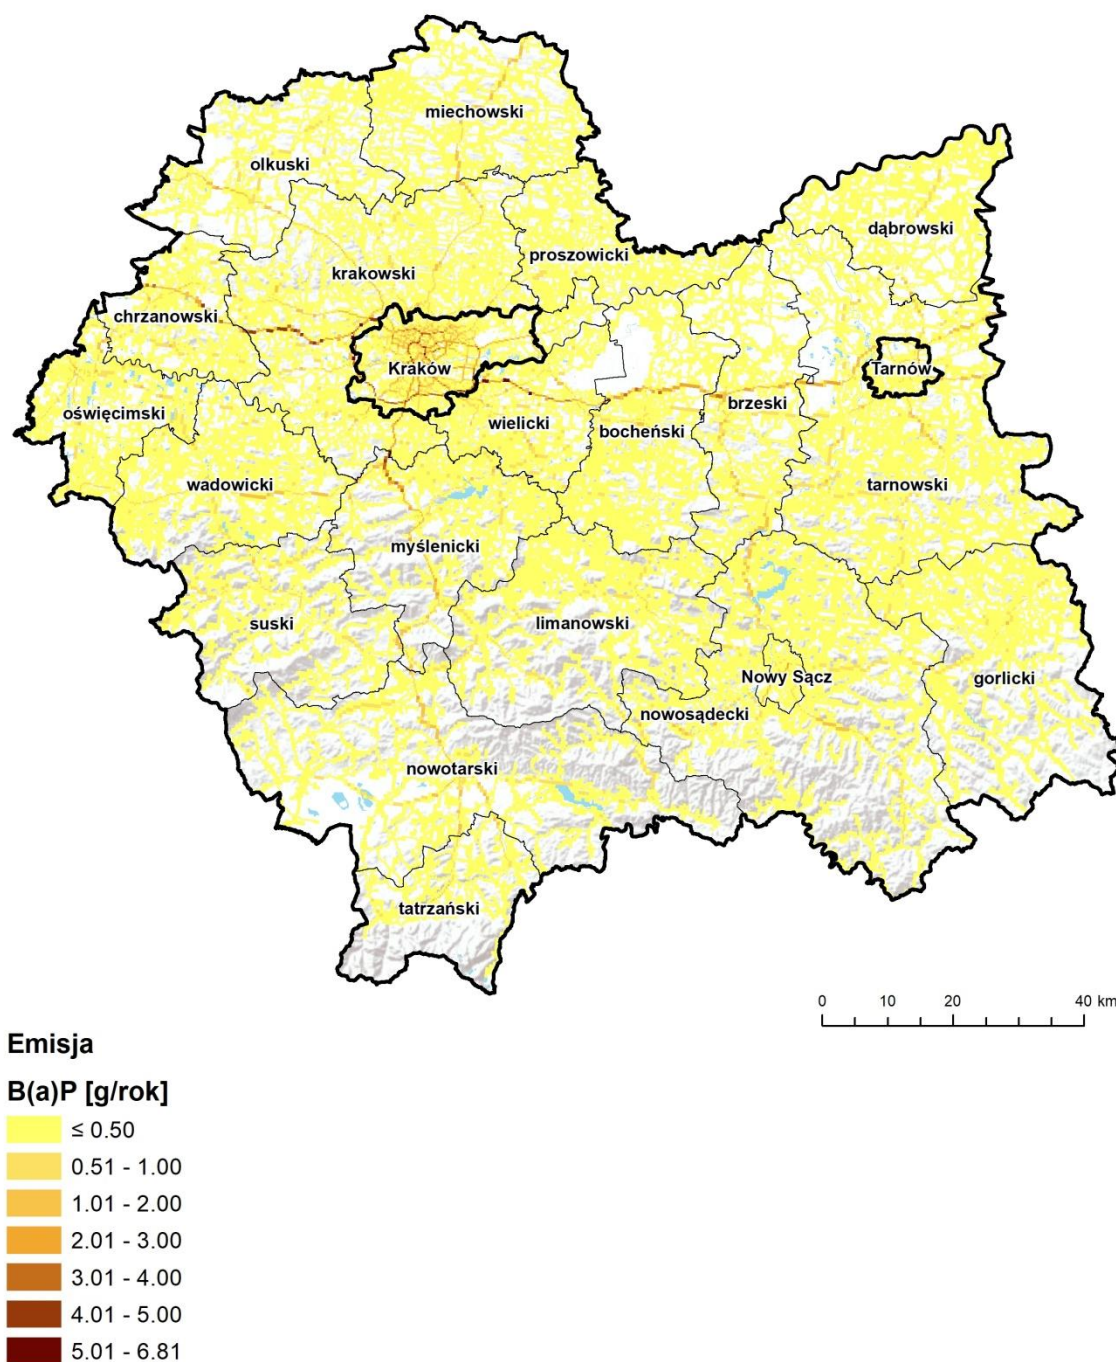 miechowski
olkuski
dąbrowski
proszowicki
krakowski
chrzanowski
Kraków
Tarnów
oświęcimski
brzeski
wielicki
bocheński
wadowicki
tarnowski
myślenicki
suski
limanowski
Nowy Sącz
gorlicki
nowosądecki
nowotarski
tatrzański
0 10 20 40 km
Emisja
B(a)P [g/rok]
≤ 0.50
0.51 - 1.00
1.01 - 2.00
2.01 - 3.00
3.01 - 4.00
4.01 - 5.00
5.01 - 6.81